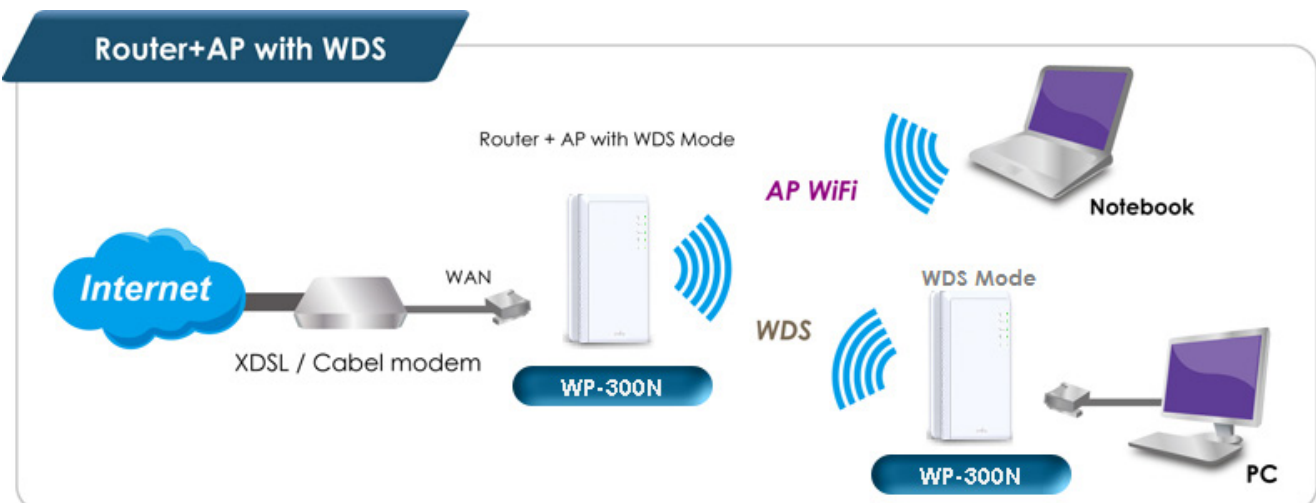 Router+AP with WDS
Router + AP with WDS Mode
AP WiFi
Notebook
Internet
WAN
WDS Mode
WDS
XDSL / Cabel modem
WP-300N
WP-300N
PC